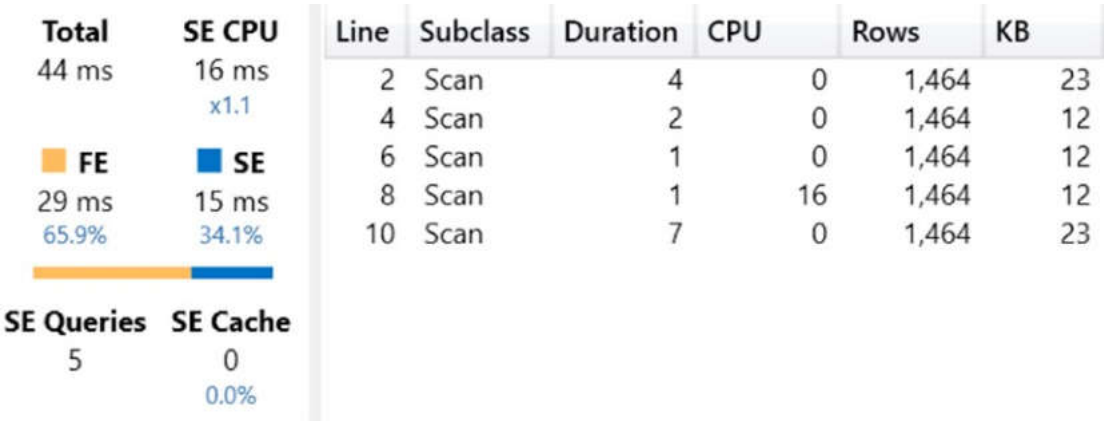 Total SE CPU
44 ms 16 ms
x1.1
FE SE
29 ms 15 ms
65.9% 34.1%
SE Queries SE Cache
5 0
0.0%
Line Subclass Duration CPU Rows KB
2 Scan 4 0 1,464 23
4 Scan 2 0 1,464 12
6 Scan 1 0 1,464 12
8 Scan 1 16 1,464 12
10 Scan 7 0 1,464 23